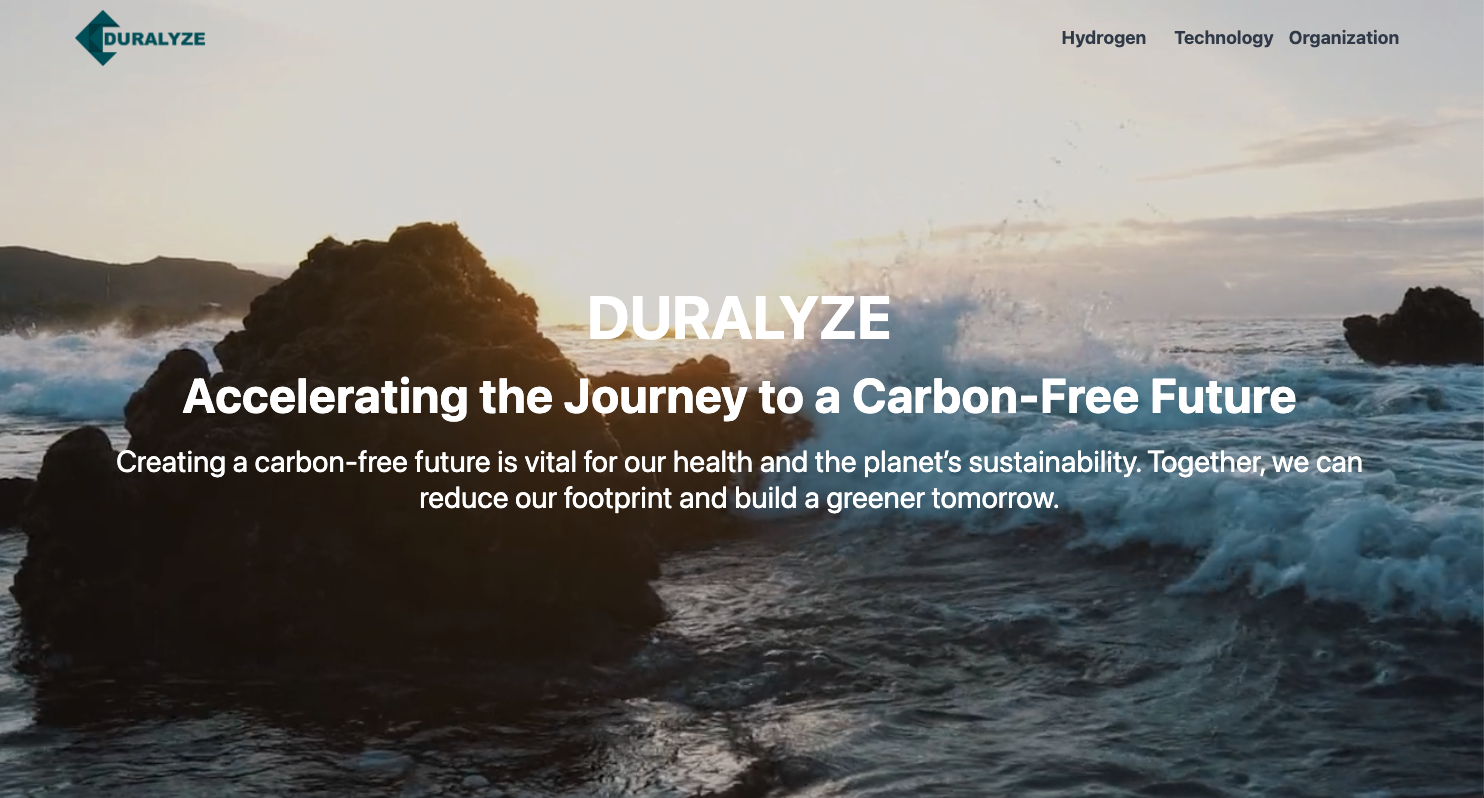 DURALYZE
Hydrogen Technology Organization
DURALYZE
Accelerating the Journey to a Carbon-Free Future
Creating a carbon-free future is vital for our health and the planet’s sustainability. Together, we can
reduce our footprint and build a greener tomorrow.